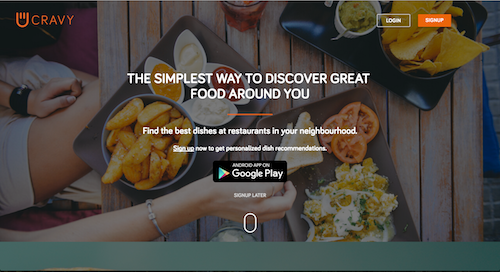 CRAVY
LOGIN
SIGNUP
THE SIMPLEST WAY TO DISCOVER GREAT
FOOD AROUND YOU
Find the best dishes at restaurants in your neighbourhood.
Sign up now to get personalized dish recommendations.
ANDROID APP ON
Google Play
SIGNUP LATER